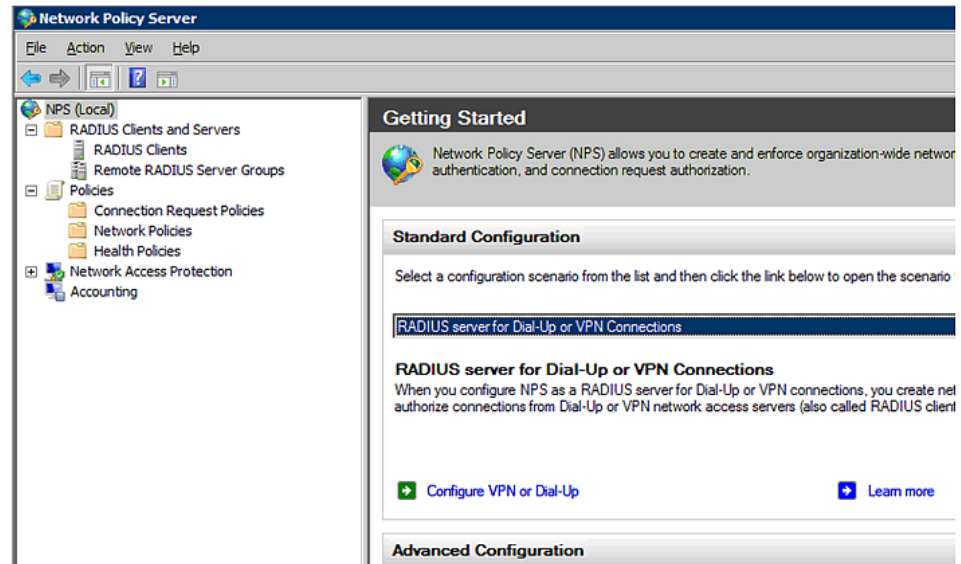 Network Policy Server
File Action View Help
NPS (Local)
RADIUS Clients and Servers
RADIUS Clients
Remote RADIUS Server Groups
Policies
Connection Request Policies
Network Policies
Health Policies
Network Access Protection
Accounting
Getting Started
Network Policy Server (NPS) allows you to create and enforce organization-wide networ
authentication, and connection request authorization.
Standard Configuration
Select a configuration scenario from the list and then click the link below to open the scenario
RADIUS server for Dial-Up or VPN Connections
RADIUS server for Dial-Up or VPN Connections
When you configure NPS as a RADIUS server for Dial-Up or VPN connections, you create net
authorize connections from Dial-Up or VPN network access servers (also called RADIUS client
Configure VPN or Dial-Up
Learn more
Advanced Configuration